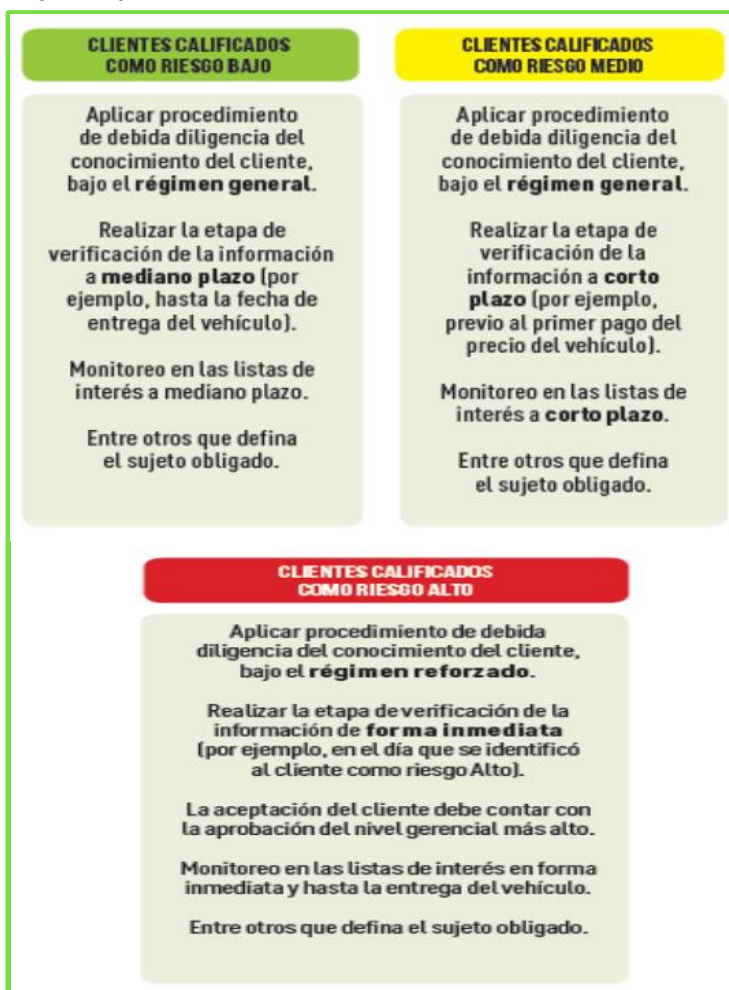 CLIENTES CALIFICADOS
COMO RIESGO BAJO
Aplicar procedimiento
de debida diligencia del
conocimiento del cliente,
bajo el régimen general.
Realizar la etapa de
verificación de la información
a mediano plazo (por
ejemplo, hasta la fecha de
entrega del vehículo).
Monitoreo en las listas de
interés a mediano plazo.
Entre otros que defina
el sujeto obligado.
CLIENTES CALIFICADOS
COMO RIESGO MEDIO
Aplicar procedimiento
de debida diligencia del
conocimiento del cliente,
bajo el régimen general.
Realizar la etapa de
verificación de la
información a corto
plazo (por ejemplo,
previo al primer pago del
precio del vehículo).
Monitoreo en las listas de
interés a corto plazo.
Entre otros que defina
el sujeto obligado.
CLIENTES CALIFICADOS
COMO RIESGO ALTO
Aplicar procedimiento de debida
diligencia del conocimiento del cliente,
bajo el régimen reforzado.
Realizar la etapa de verificación de la
información de forma inmediata
(por ejemplo, en el día que se identificó
al cliente como riesgo Alto).
La aceptación del cliente debe contar con
la aprobación del nivel gerencial más alto.
Monitoreo en las listas de interés en forma
inmediata y hasta la entrega del vehículo.
Entre otros que defina el sujeto obligado.